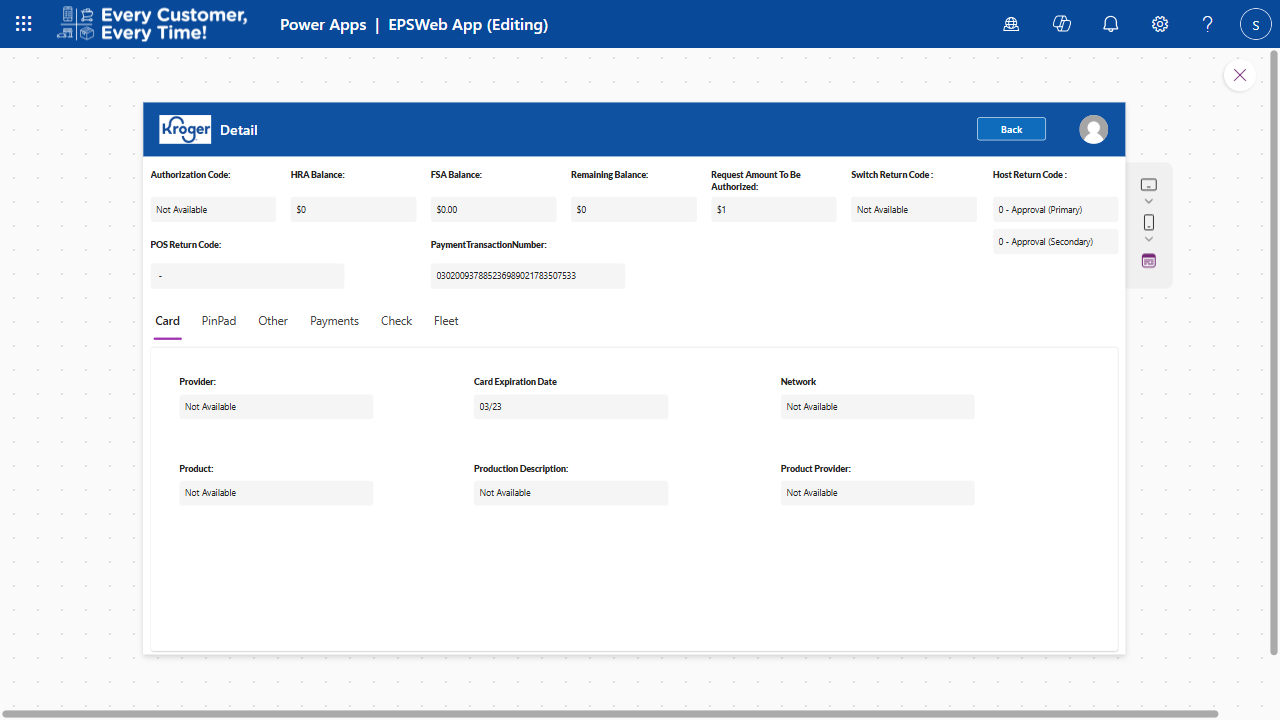 Every Customer,
Every Time!
Power Apps | EPSWeb App (Editing)
?
S
Kroger
Detail
Back
Authorization Code:
HRA Balance:
FSA Balance:
Remaining Balance:
Request Amount To Be
Authorized:
Switch Return Code :
Host Return Code :
Not Available
$0
$0.00
$0
$1
Not Available
0 - Approval (Primary)
0 - Approval (Secondary)
POS Return Code:
PaymentTransactionNumber:
-
03020093788523698902178350​7533
Card
PinPad
Other
Payments
Check
Fleet
Provider:
Card Expiration Date
Network
Not Available
03/23
Not Available
Product:
Production Description:
Product Provider:
Not Available
Not Available
Not Available